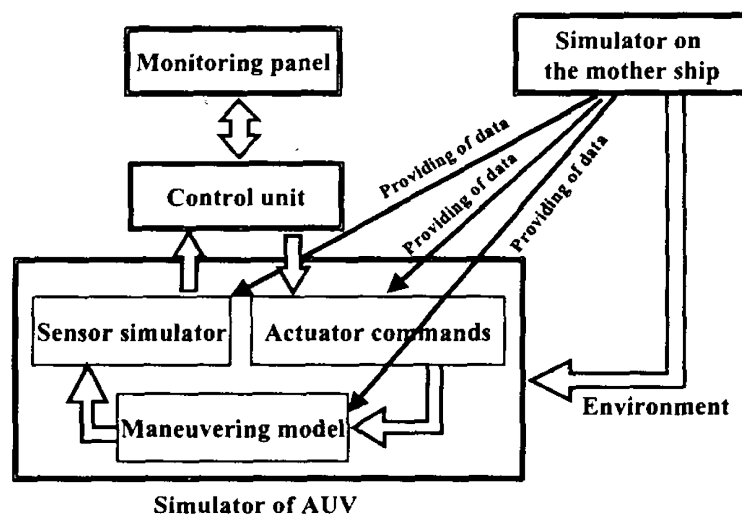 Simulator on
the mother ship
Monitoring panel
Providing of data
Providing of data
Providing of data
Control unit
Sensor simulator
Actuator commands
Environment
Maneuvering model
Simulator of AUV